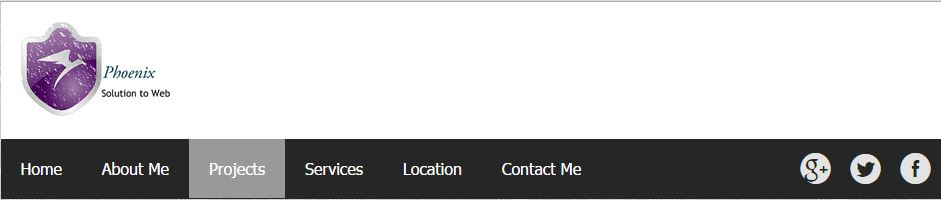 Phoenix
Solution to Web
Home About Me Projects Services Location Contact Me g+ f